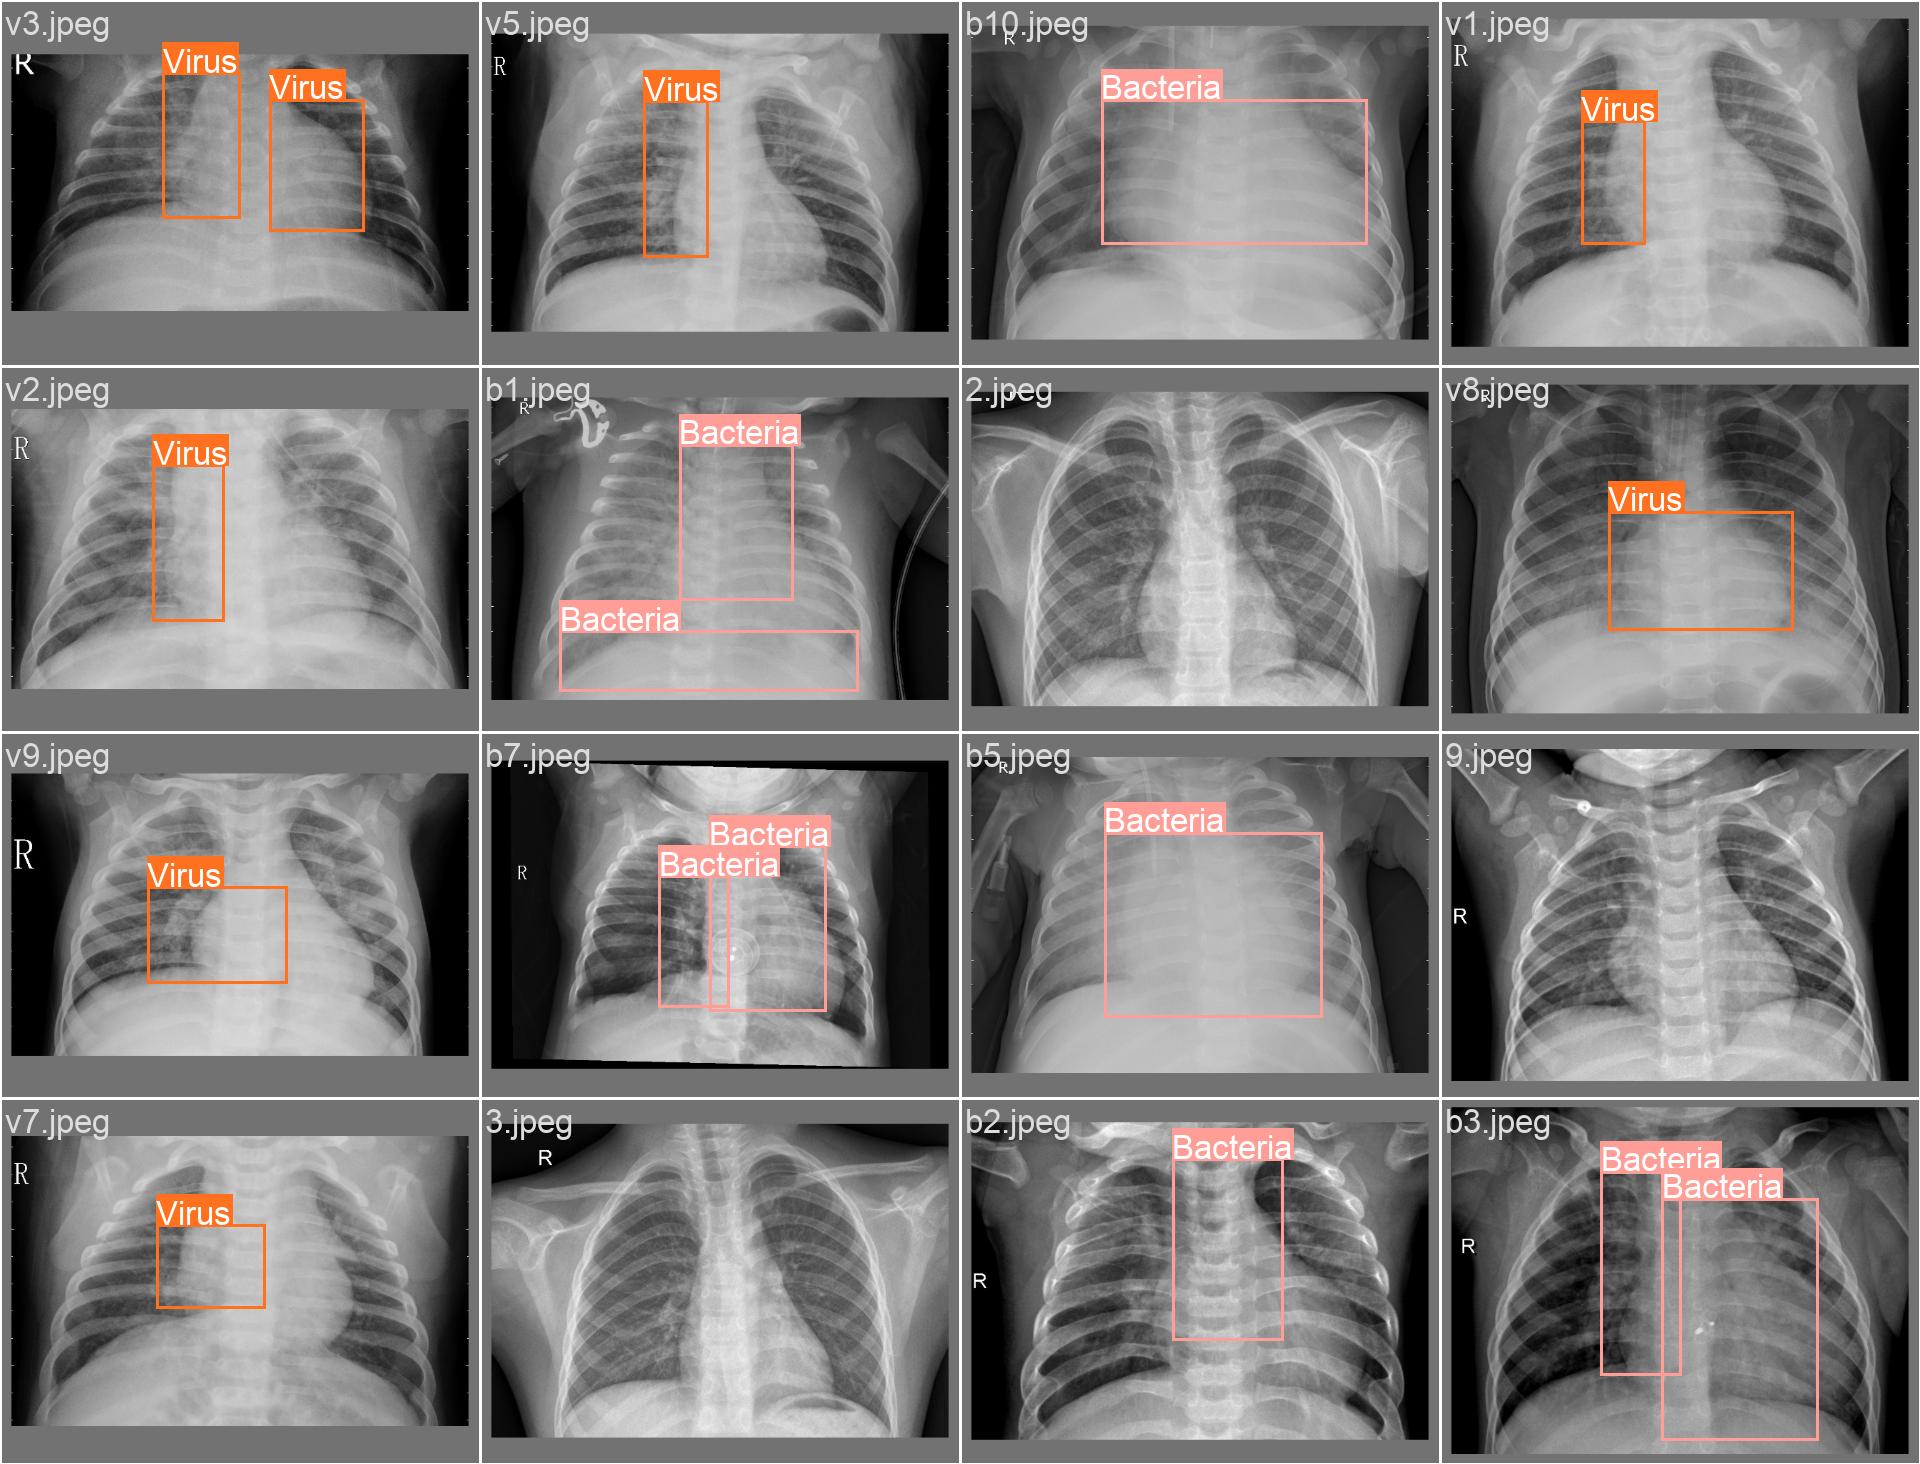 v3.jpeg
R
Virus
Virus
v5.jpeg
R
Virus
b10.jpeg
R
Bacteria
v1.jpeg
R
Virus
v2.jpeg
R
Virus
b1.jpeg
R
Bacteria
Bacteria
2.jpeg
v8.jpeg
R
Virus
v9.jpeg
R
Virus
b7.jpeg
R
Bacteria
Bacteria
b5.jpeg
R
Bacteria
9.jpeg
R
v7.jpeg
R
Virus
3.jpeg
R
b2.jpeg
R
Bacteria
b3.jpeg
R
Bacteria
Bacteria